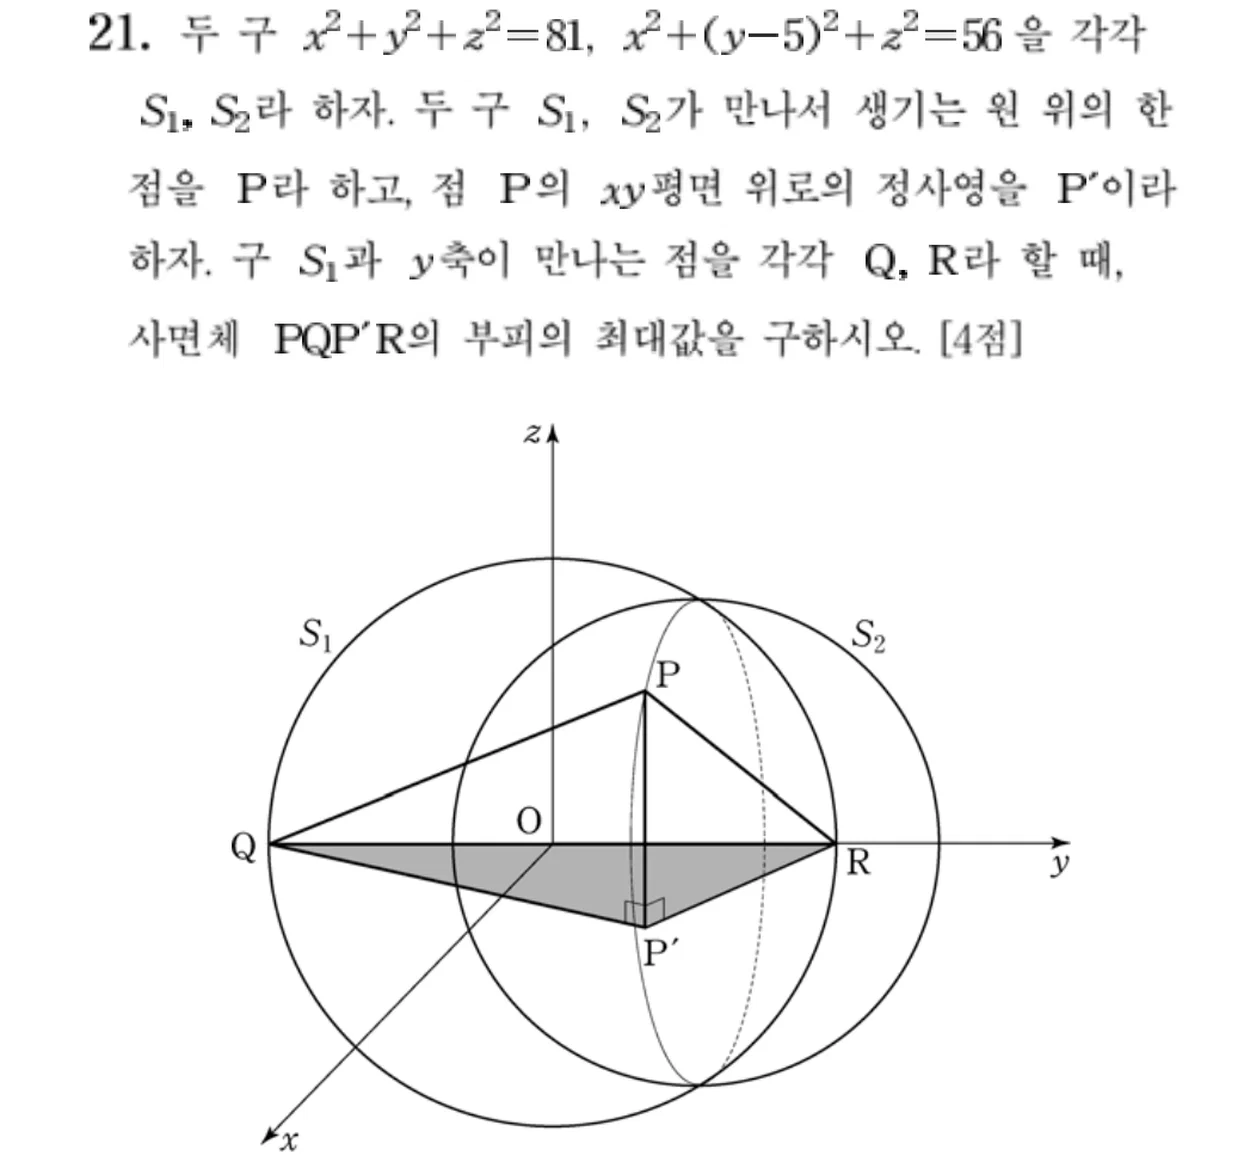 21. 두 구 x²+y²+z²=81, x²+(y−5)²+z²=56 을 각각
S₁, S₂라 하자. 두 구 S₁, S₂가 만나서 생기는 원 위의 한
점을 P라 하고, 점 P의 xy평면 위로의 정사영을 P′이라
하자. 구 S₁과 y축이 만나는 점을 각각 Q, R라 할 때,
사면체 PQP′R의 부피의 최대값을 구하시오. [4점]
z
S₁
S₂
P
O
Q
R
y
P′
x